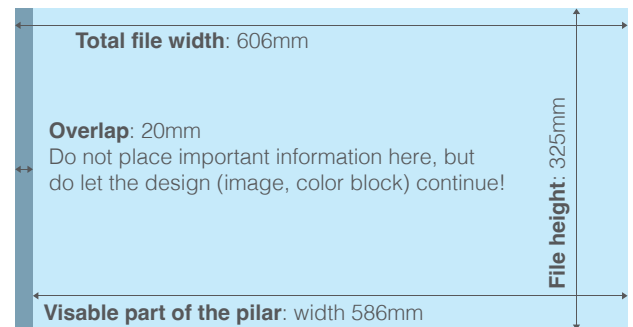 Total file width: 606mm
Overlap: 20mm
Do not place important information here, but
do let the design (image, color block) continue!
File height: 325mm
Visable part of the pilar: width 586mm